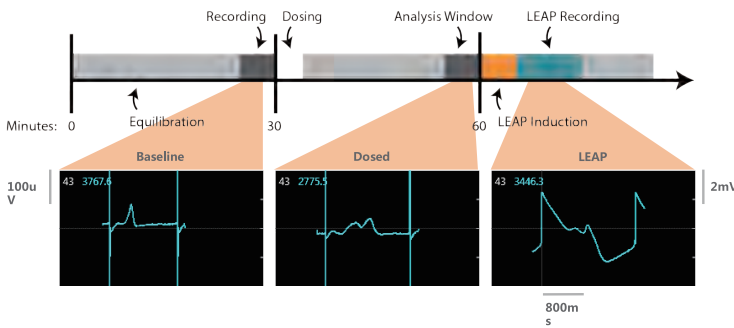 Recording
Dosing
Analysis Window
LEAP Recording
Equilibration
LEAP Induction
Minutes: 0 30 60
Baseline
Dosed
LEAP
100u
V
43 3767.6
43 2775.5
43 3446.3
2mV
800m
s